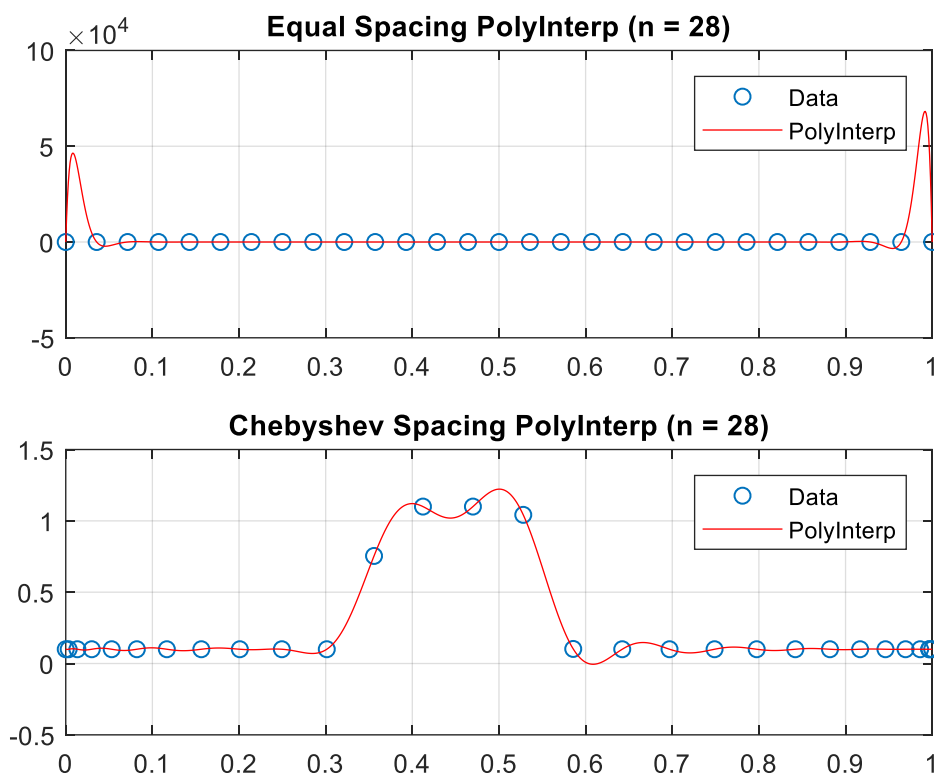 Equal Spacing PolyInterp (n = 28)
×10⁴
10
5
0
-5
Data
PolyInterp
0 0.1 0.2 0.3 0.4 0.5 0.6 0.7 0.8 0.9 1
Chebyshev Spacing PolyInterp (n = 28)
1.5
1
0.5
0
-0.5
Data
PolyInterp
0 0.1 0.2 0.3 0.4 0.5 0.6 0.7 0.8 0.9 1